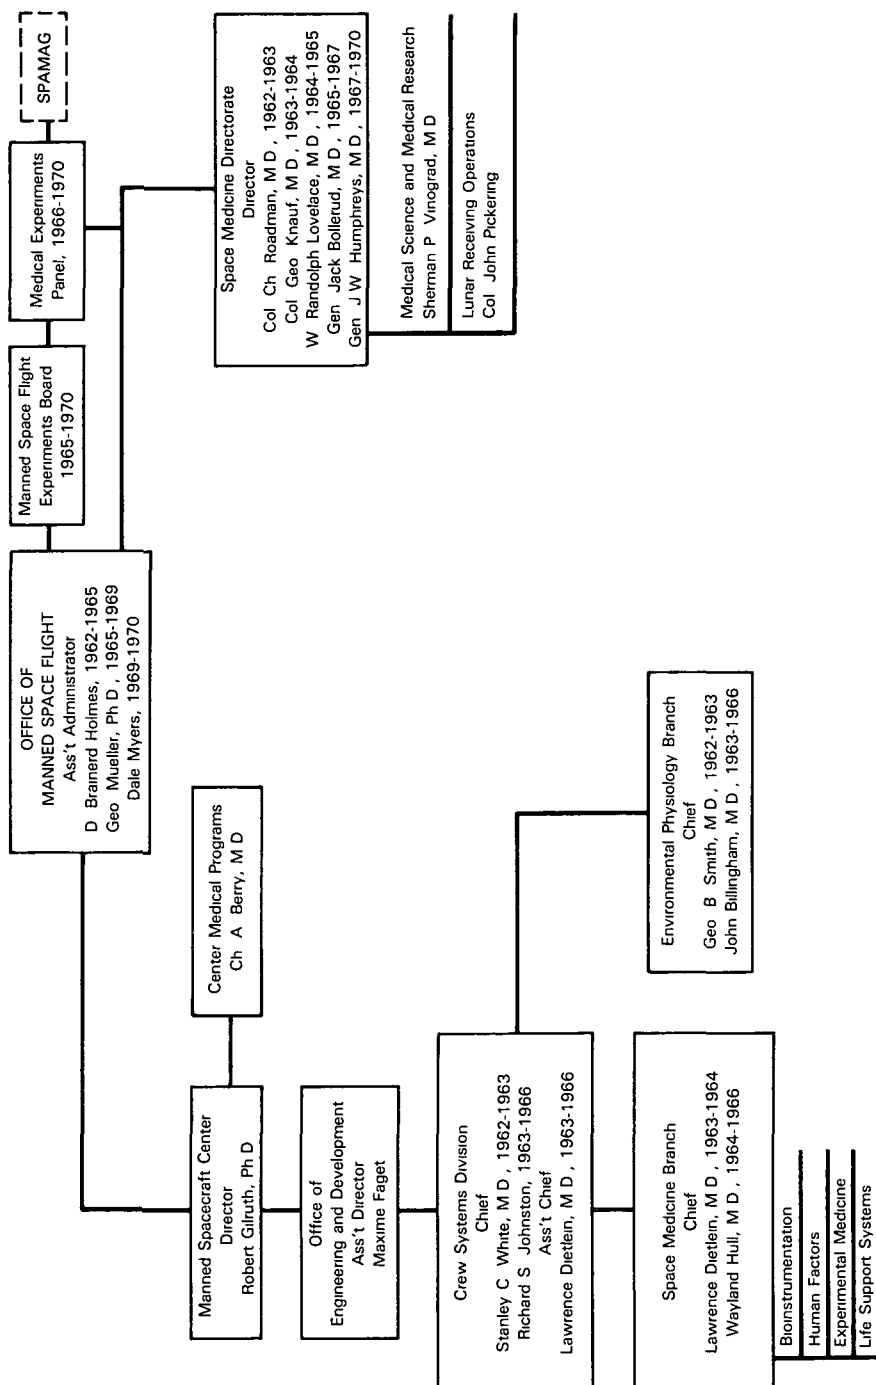 OFFICE OF
MANNED SPACE FLIGHT
Ass't Administrator
D Brainerd Holmes, 1962-1965
Geo Mueller, Ph D , 1965-1969
Dale Myers, 1969-1970
Manned Space Flight
Experiments Board
1965-1970
Medical Experiments
Panel, 1966-1970
SPAMAG
Manned Spacecraft Center
Director
Robert Gilruth, Ph D
Center Medical Programs
Ch A Berry, M D
Space Medicine Directorate
Director
Col Ch Roadman, M D , 1962-1963
Col Geo Knauf, M D , 1963-1964
W Randolph Lovelace, M D , 1964-1965
Gen Jack Bollerud, M D , 1965-1967
Gen J W Humphreys, M D , 1967-1970
Medical Science and Medical Research
Sherman P Vinograd, M D
Lunar Receiving Operations
Col John Pickering
Office of
Engineering and Development
Ass't Director
Maxime Faget
Crew Systems Division
Chief
Stanley C White, M D , 1962-1963
Richard S Johnston, 1963-1966
Ass't Chief
Lawrence Dietlein, M D , 1963-1966
Space Medicine Branch
Chief
Lawrence Dietlein, M D , 1963-1964
Wayland Hull, M D , 1964-1966
Environmental Physiology Branch
Chief
Geo B Smith, M D , 1962-1963
John Billingham, M D , 1963-1966
Bioinstrumentation
Human Factors
Experimental Medicine
Life Support Systems